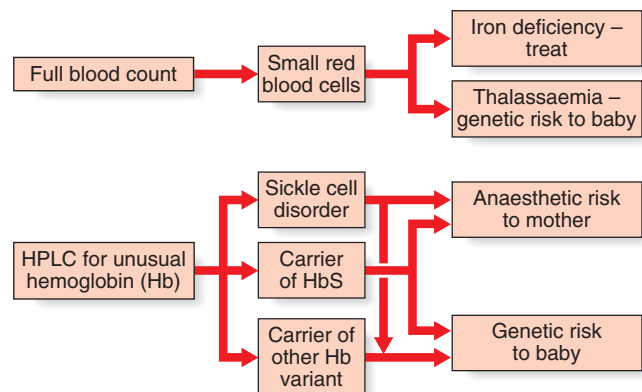 Full blood count
Small red
blood cells
Iron deficiency –
treat
Thalassaemia –
genetic risk to baby
HPLC for unusual
hemoglobin (Hb)
Sickle cell
disorder
Carrier
of HbS
Carrier of
other Hb
variant
Anaesthetic risk
to mother
Genetic risk
to baby